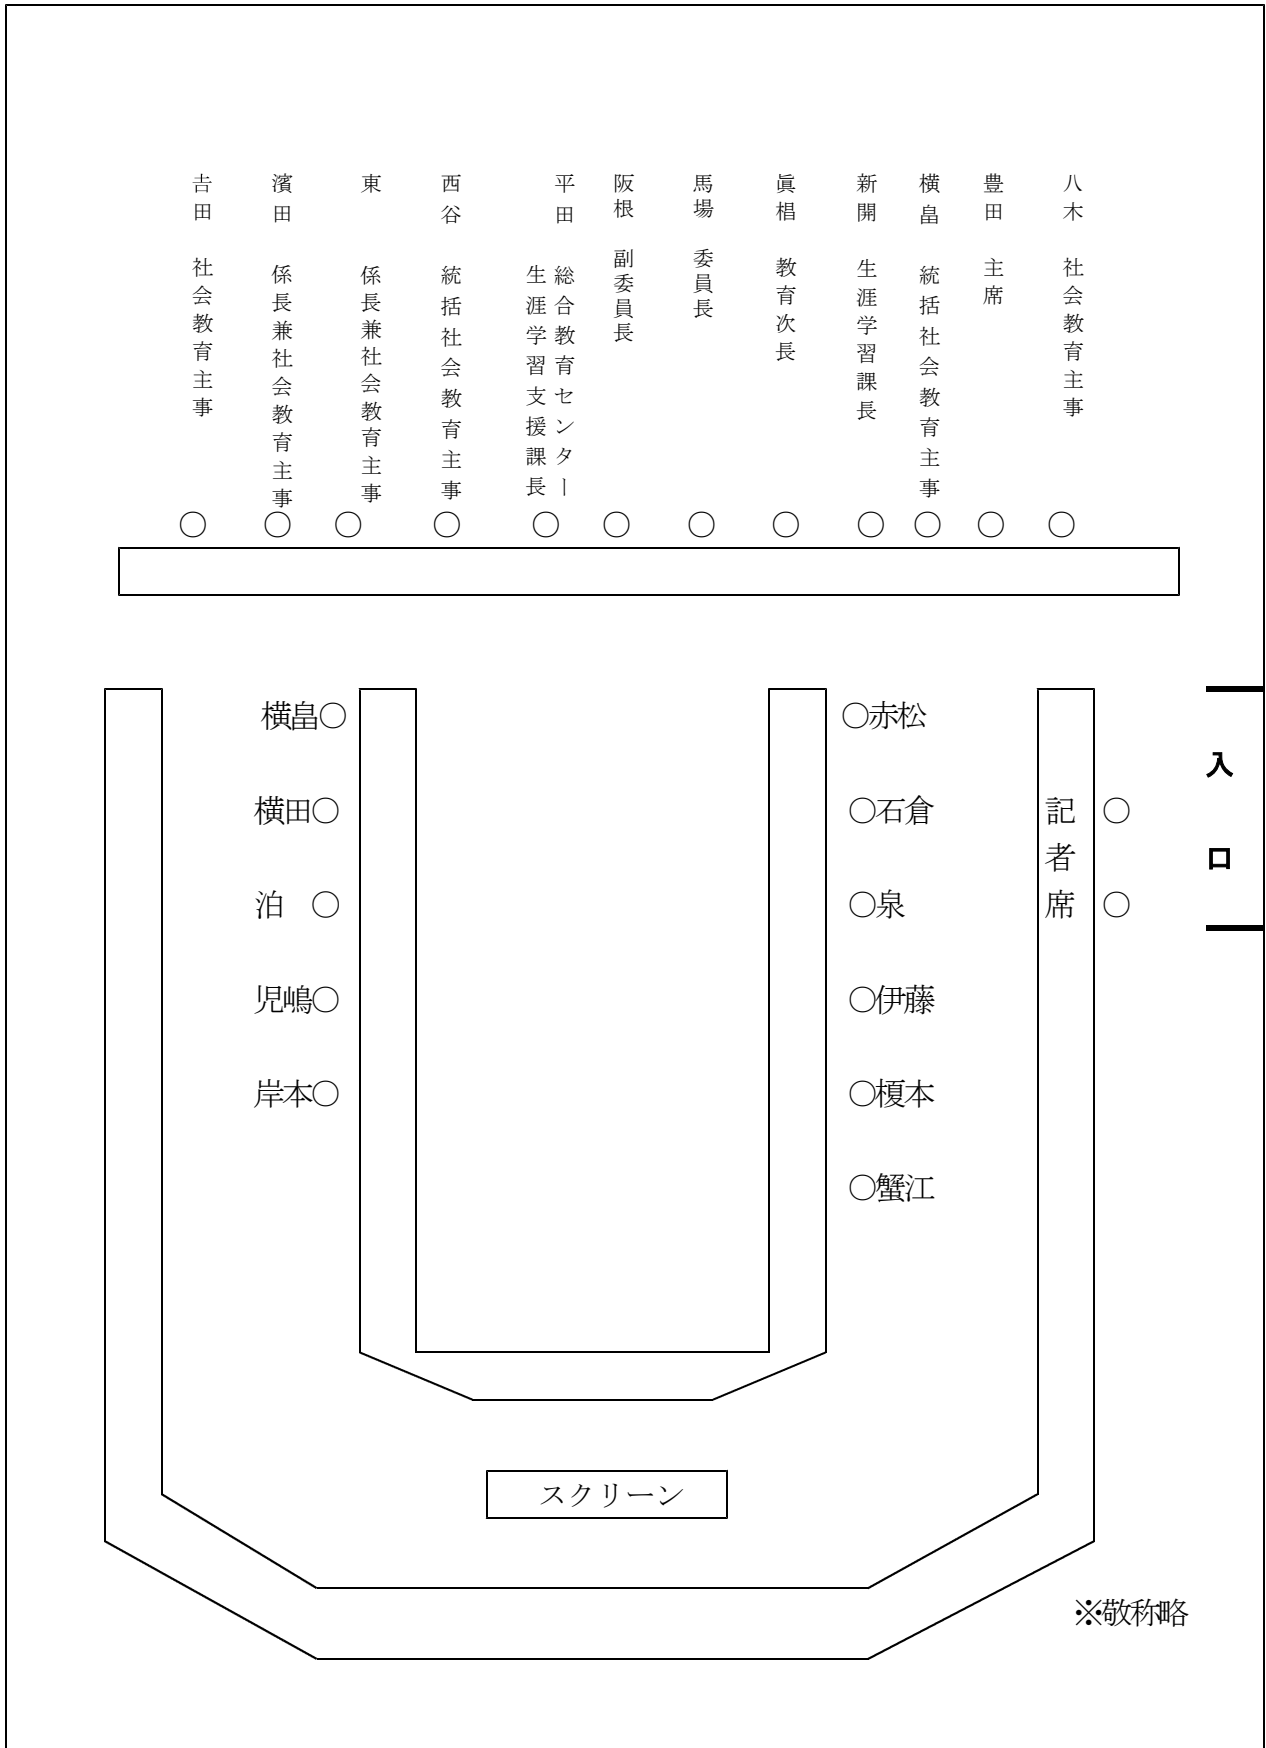 𠮷田　社会教育主事
濱田　係長兼社会教育主事
東　係長兼社会教育主事
西谷　統括社会教育主事
平田　総合教育センター
生涯学習支援課長
阪根　副委員長
馬場　委員長
眞椙　教育次長
新開　生涯学習課長
横畠　統括社会教育主事
豊田　主席
八木　社会教育主事
○ ○ ○ ○ ○ ○ ○ ○ ○ ○ ○ ○
横畠○
横田○
泊　○
児嶋○
岸本○
○赤松
○石倉
○泉
○伊藤
○榎本
○蟹江
記者席
○
○
入口
スクリーン
※敬称略